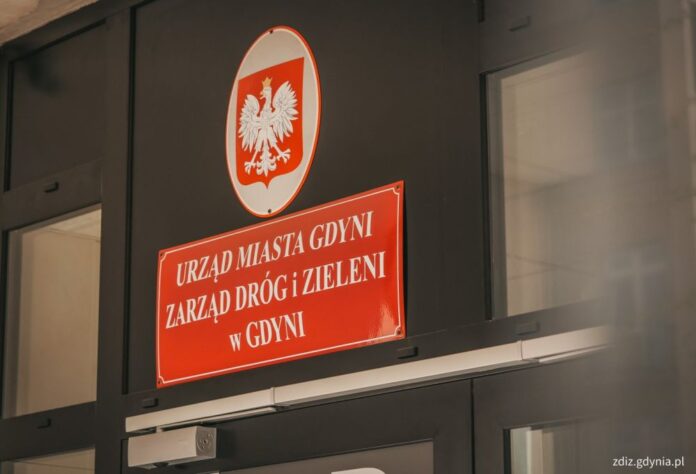 URZĄD MIASTA GDYNI
ZARZĄD DRÓG i ZIELENI
w GDYNI
zdiz.gdynia.pl